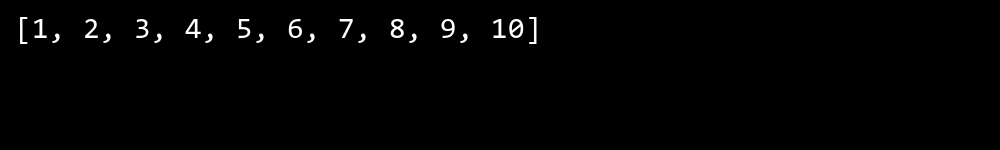 [1, 2, 3, 4, 5, 6, 7, 8, 9, 10]